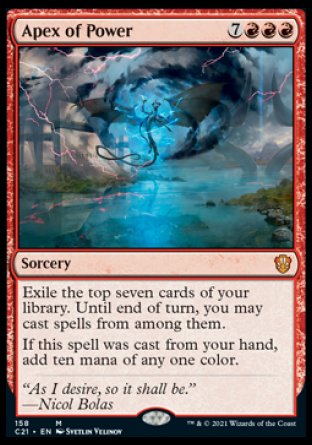 Apex of Power 7
Sorcery
Exile the top seven cards of your
library. Until end of turn, you may
cast spells from among them.
If this spell was cast from your hand,
add ten mana of any one color.
"As I desire, so it shall be."
—Nicol Bolas
158 M
C21 • EN Svetlin Velinov
™ & © 2021 Wizards of the Coast